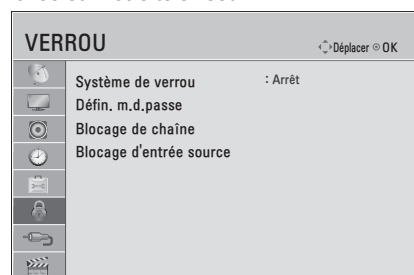 VERROU
Déplacer OK
Système de verrou : Arrêt
Défin. m.d.passe
Blocage de chaîne
Blocage d'entrée source